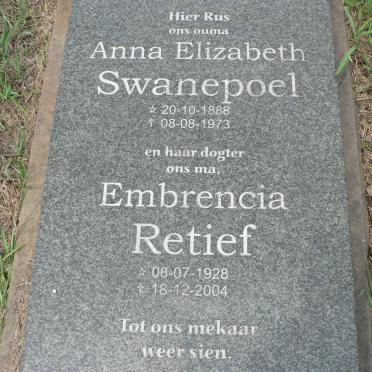 Hier Rus
ons ouma
Anna Elizabeth
Swanepoel
☆ 20-10-1888
† 08-08-1973
en haar dogter
ons ma,
Embrencia
Retief
☆ 08-07-1928
† 18-12-2004
Tot ons mekaar
weer sien.